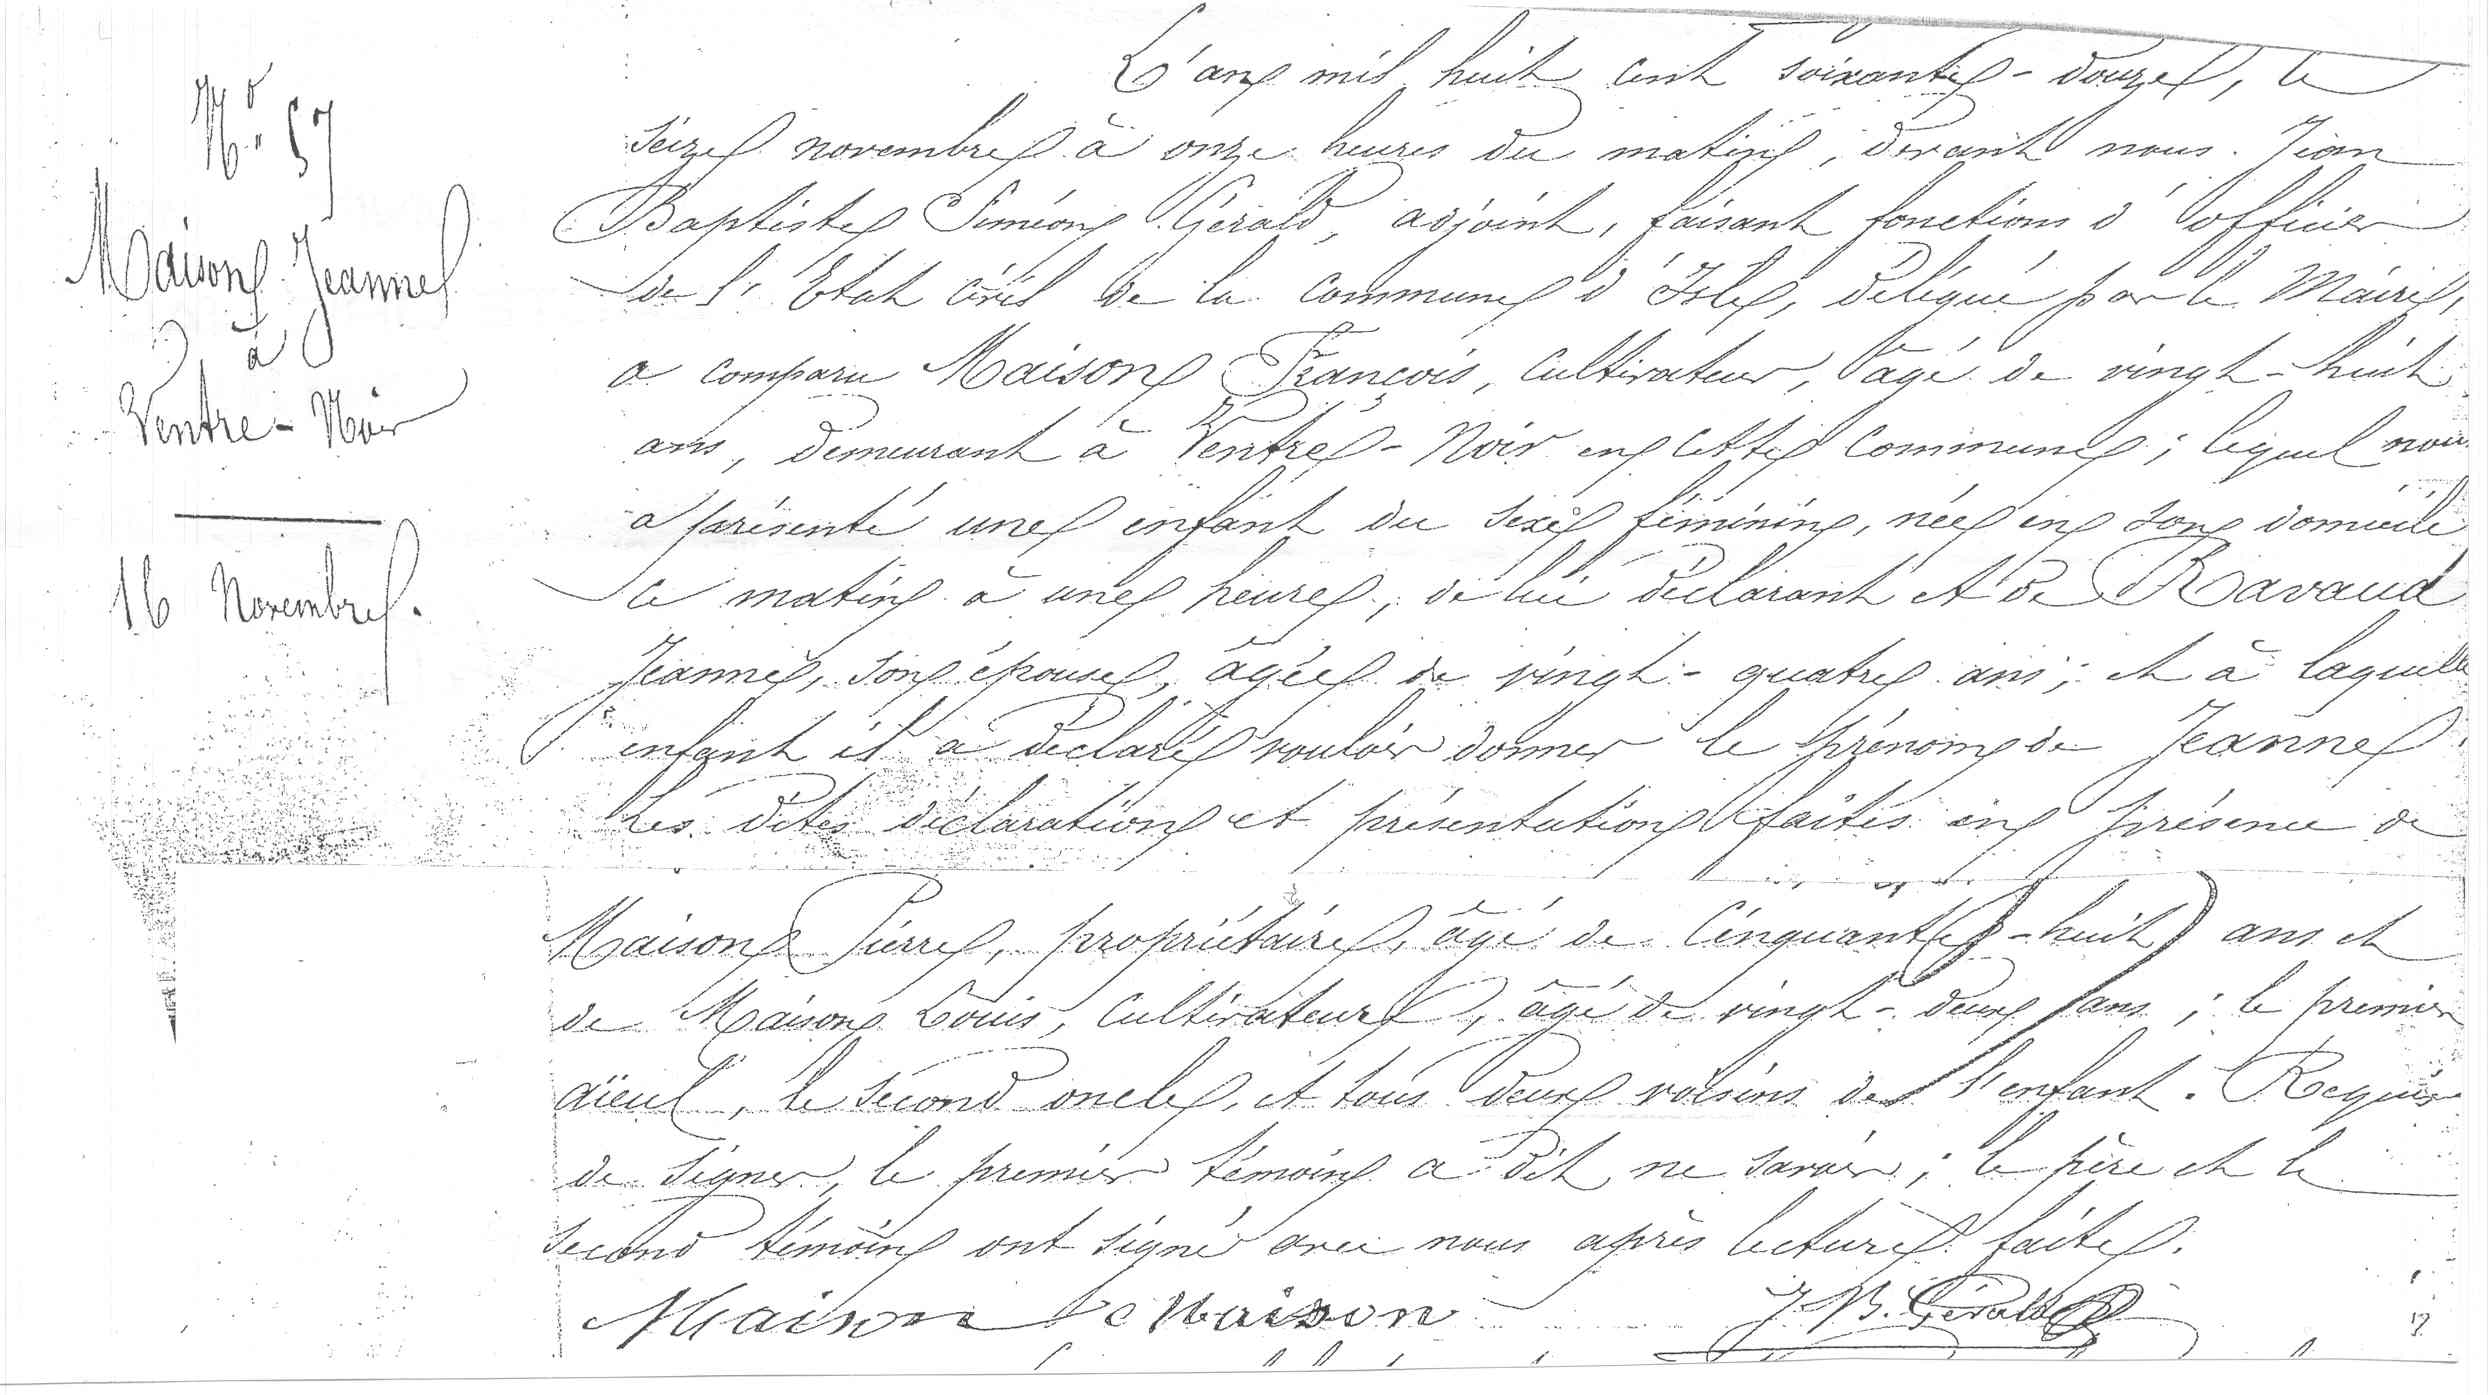 N° 57
Maison Jeanne
à
Ventre-Noir
16 Novembre.
L'an mil huit cent soixante-douze, le
seize novembre à onze heures du matin, devant nous Jean
Baptiste Siméon Gérald, adjoint, faisant fonctions d'officier
de l'Etat civil de la commune d'Isle, délégué par le Maire,
a comparu Maison François, cultivateur, âgé de vingt-huit
ans, demeurant à Ventre-Noir en cette commune; lequel nous
a présenté une enfant du sexe féminin, née en son domicile
ce matin à une heure, de lui déclarant et de Ravaud
Jeanne, son épouse, âgée de vingt-quatre ans; et à laquelle
enfant il a déclaré vouloir donner le prénom de Jeanne.
Les dites déclaration et présentation faites en présence de
Maison Pierre, propriétaire, âgé de cinquante-huit ans et
de Maison Louis, cultivateur, âgé de vingt-deux ans; le premier
aïeul, le second oncle, et tous deux voisins de l'enfant. Requis
de signer, le premier témoin a dit ne savoir; le père et le
second témoin ont signé avec nous après lecture faite.
Maison Maison J. B. Gérald